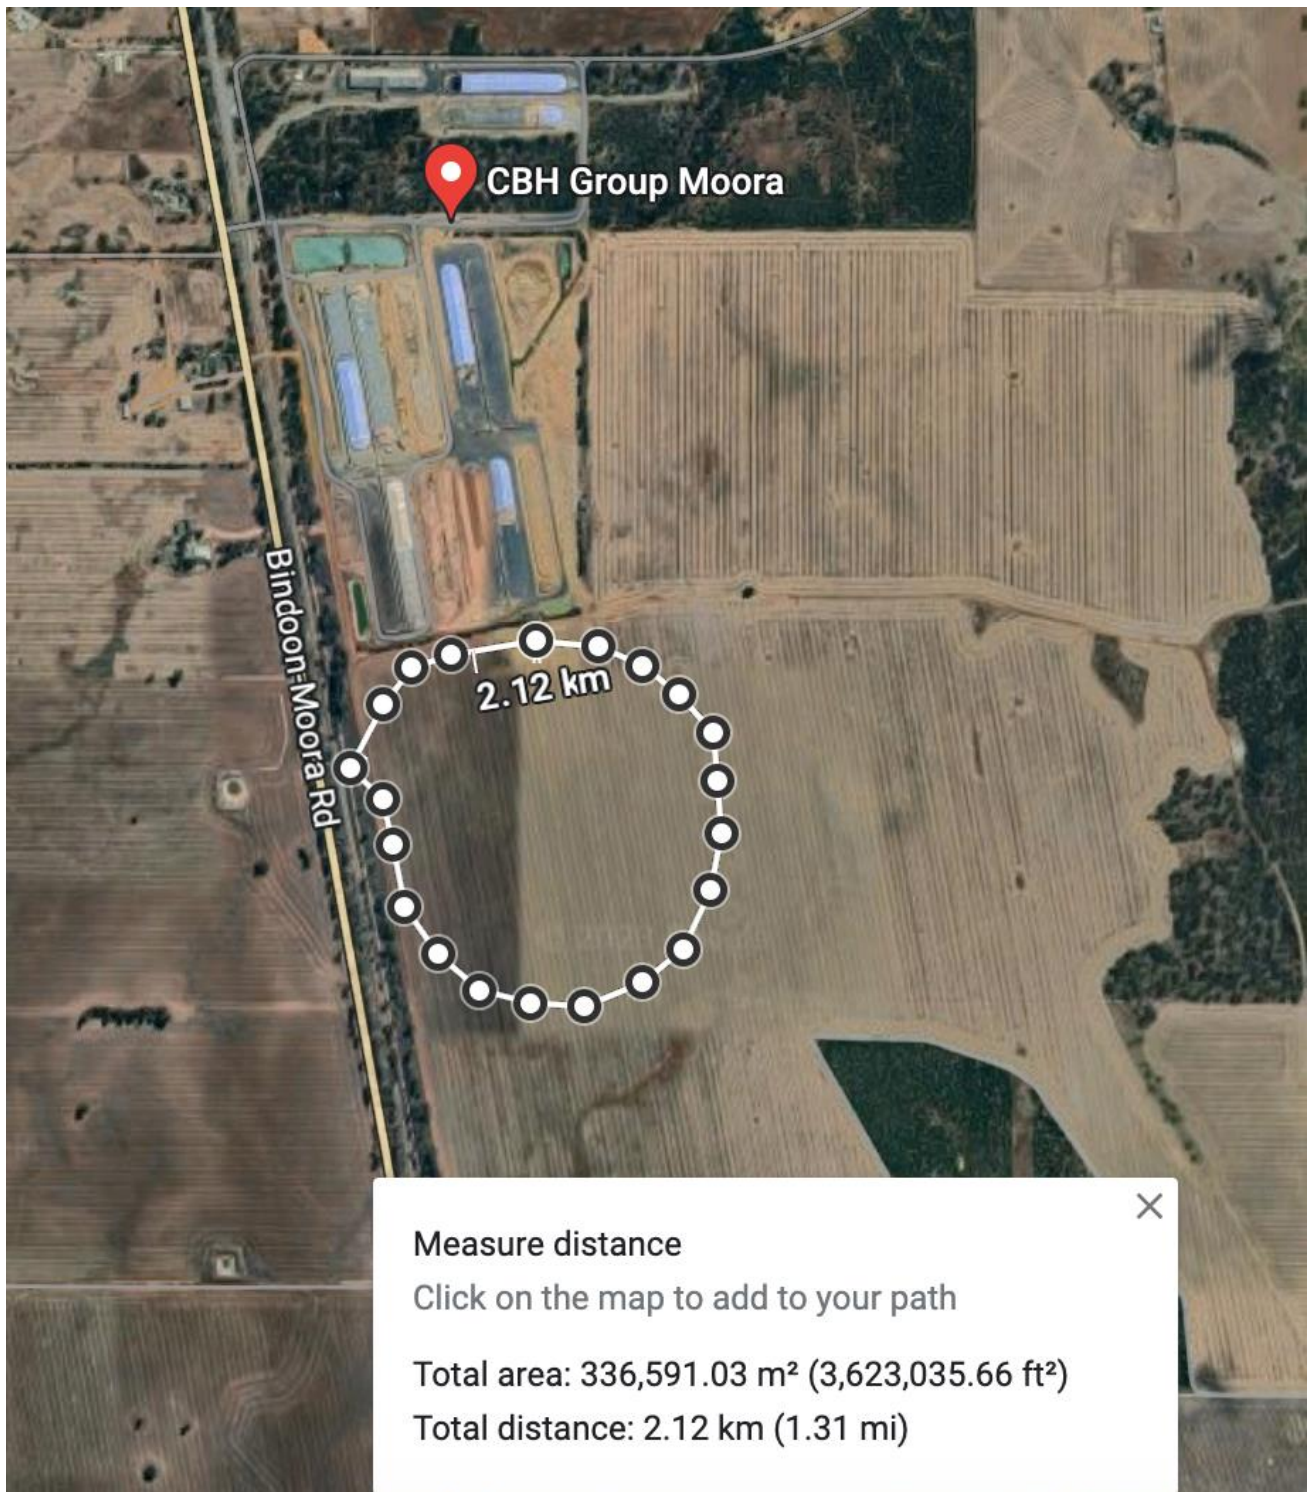 CBH Group Moora
Bindoon-Moora Rd
2.12 km
Measure distance
Click on the map to add to your path
Total area: 336,591.03 m² (3,623,035.66 ft²)
Total distance: 2.12 km (1.31 mi)